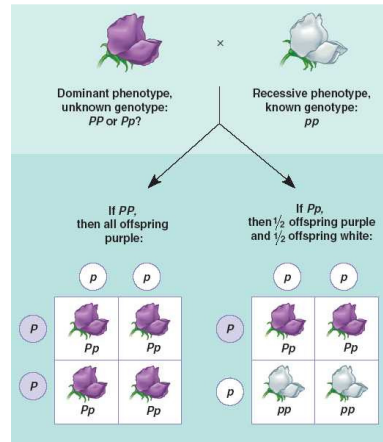 ×
Dominant phenotype,
unknown genotype:
PP or Pp?
Recessive phenotype,
known genotype:
pp
If PP,
then all offspring
purple:
If Pp,
then 1/2 offspring purple
and 1/2 offspring white:
p p
P Pp Pp
P Pp Pp
p p
P Pp Pp
p pp pp